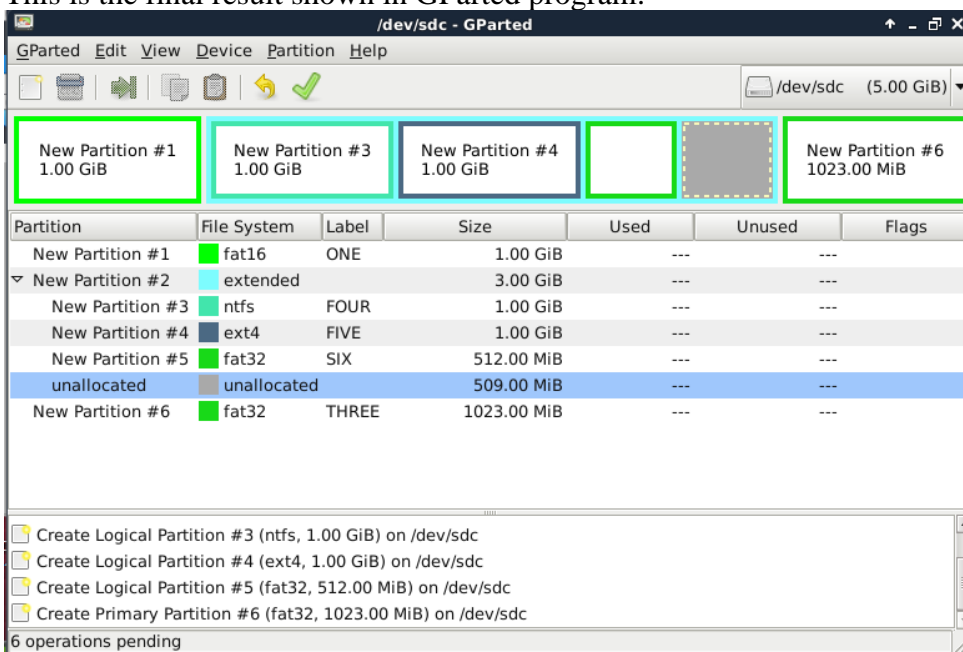 This is the final result shown in GParted program:
/dev/sdc - GParted
GParted Edit View Device Partition Help
/dev/sdc (5.00 GiB)
New Partition #1
1.00 GiB
New Partition #3
1.00 GiB
New Partition #4
1.00 GiB
New Partition #6
1023.00 MiB
Partition File System Label Size Used Unused Flags
New Partition #1 fat16 ONE 1.00 GiB --- ---
New Partition #2 extended 3.00 GiB --- ---
New Partition #3 ntfs FOUR 1.00 GiB --- ---
New Partition #4 ext4 FIVE 1.00 GiB --- ---
New Partition #5 fat32 SIX 512.00 MiB --- ---
unallocated unallocated 509.00 MiB --- ---
New Partition #6 fat32 THREE 1023.00 MiB --- ---
Create Logical Partition #3 (ntfs, 1.00 GiB) on /dev/sdc
Create Logical Partition #4 (ext4, 1.00 GiB) on /dev/sdc
Create Logical Partition #5 (fat32, 512.00 MiB) on /dev/sdc
Create Primary Partition #6 (fat32, 1023.00 MiB) on /dev/sdc
6 operations pending